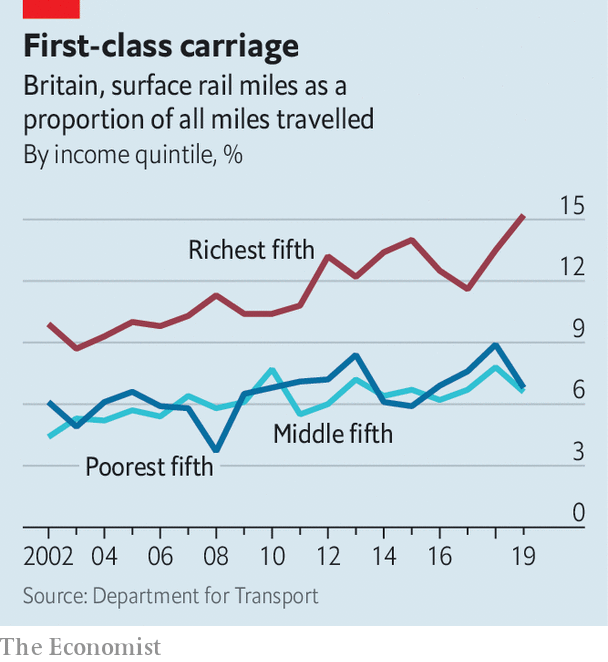 First-class carriage
Britain, surface rail miles as a
proportion of all miles travelled
By income quintile, %
15
Richest fifth
12
9
6
Middle fifth
Poorest fifth
3
0
2002 04 06 08 10 12 14 16 19
Source: Department for Transport
The Economist